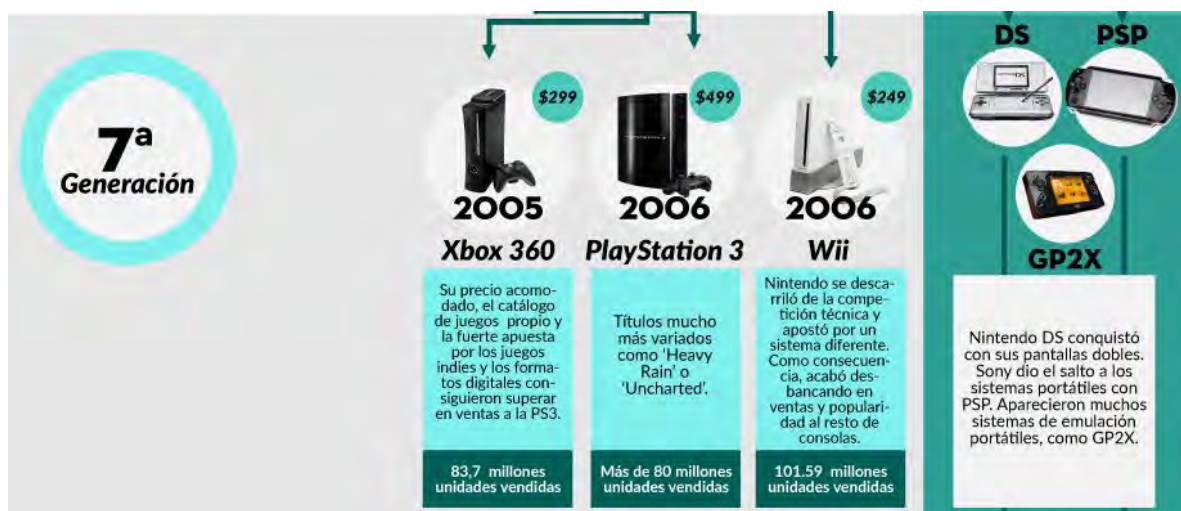 7ª
Generación
$299
2005
Xbox 360
Su precio acomo-
dado, el catálogo
de juegos propio y
la fuerte apuesta
por los juegos
indies y los forma-
tos digitales con-
siguieron superar
en ventas a la PS3.
83,7 millones
unidades vendidas
$499
2006
PlayStation 3
Títulos mucho
más variados
como ‘Heavy
Rain’ o
‘Uncharted’.
Más de 80 millones
unidades vendidas
$249
2006
Wii
Nintendo se desca-
rriló de la compe-
tición técnica y
apostó por un
sistema diferente.
Como consecuen-
cia, acabó des-
bancando en
ventas y populari-
dad al resto de
consolas.
101.59 millones
unidades vendidas
DS
PSP
GP2X
Nintendo DS conquistó
con sus pantallas dobles.
Sony dio el salto a los
sistemas portátiles con
PSP. Aparecieron muchos
sistemas de emulación
portátiles, como GP2X.